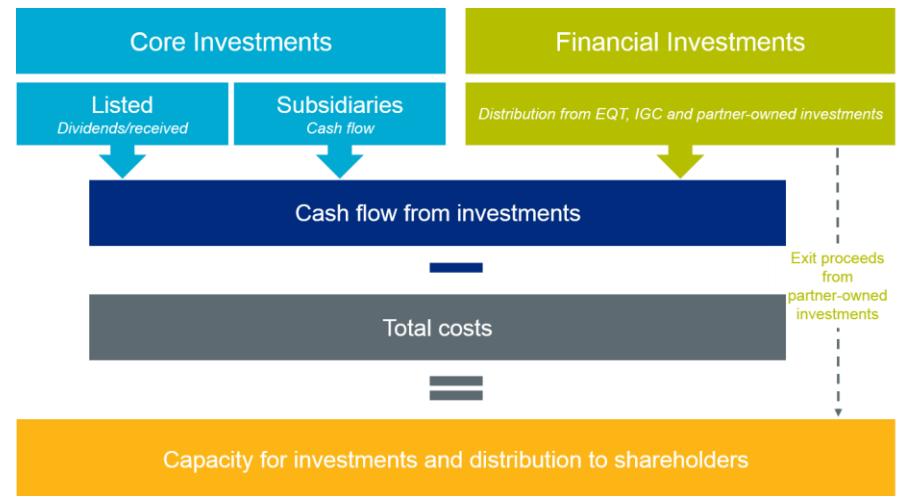 Core Investments
Financial Investments
Listed
Dividends/received
Subsidiaries
Cash flow
Distribution from EQT, IGC and partner-owned investments
Cash flow from investments
Exit proceeds
from
partner-owned
investments
Total costs
Capacity for investments and distribution to shareholders